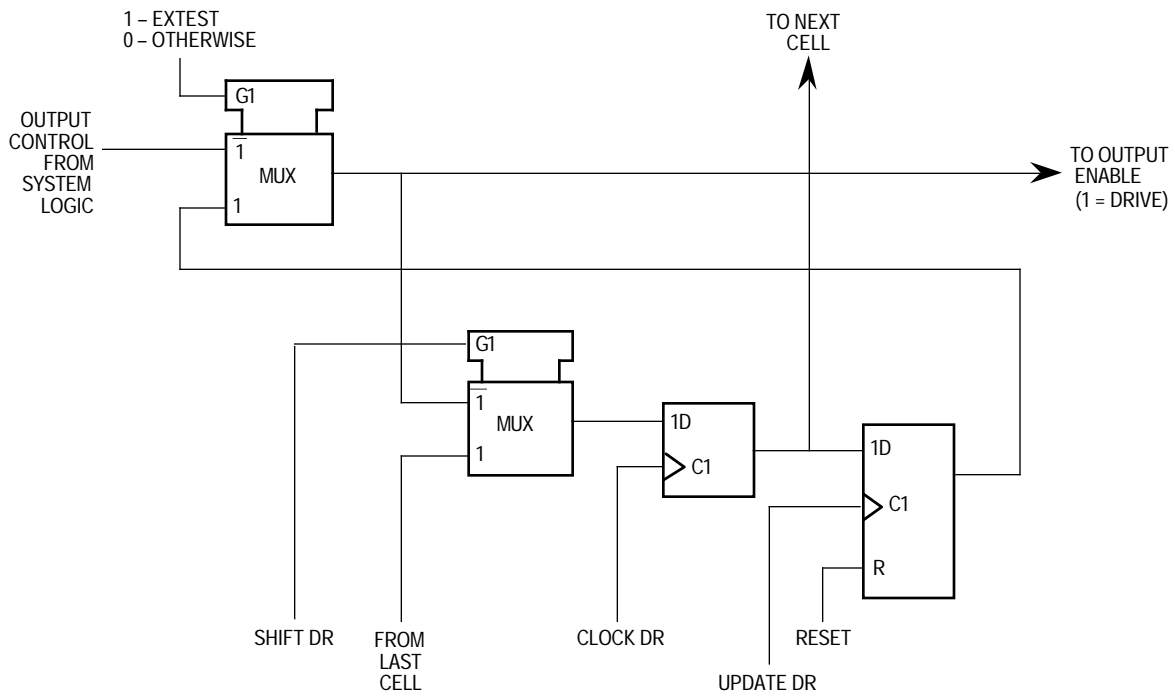 1 – EXTEST
0 – OTHERWISE
TO NEXT
CELL
G1
OUTPUT
CONTROL
FROM
SYSTEM
LOGIC
1
MUX
1
TO OUTPUT
ENABLE
(1 = DRIVE)
G1
1
MUX
1
1D
C1
1D
C1
R
SHIFT DR
FROM
LAST
CELL
CLOCK DR
UPDATE DR
RESET